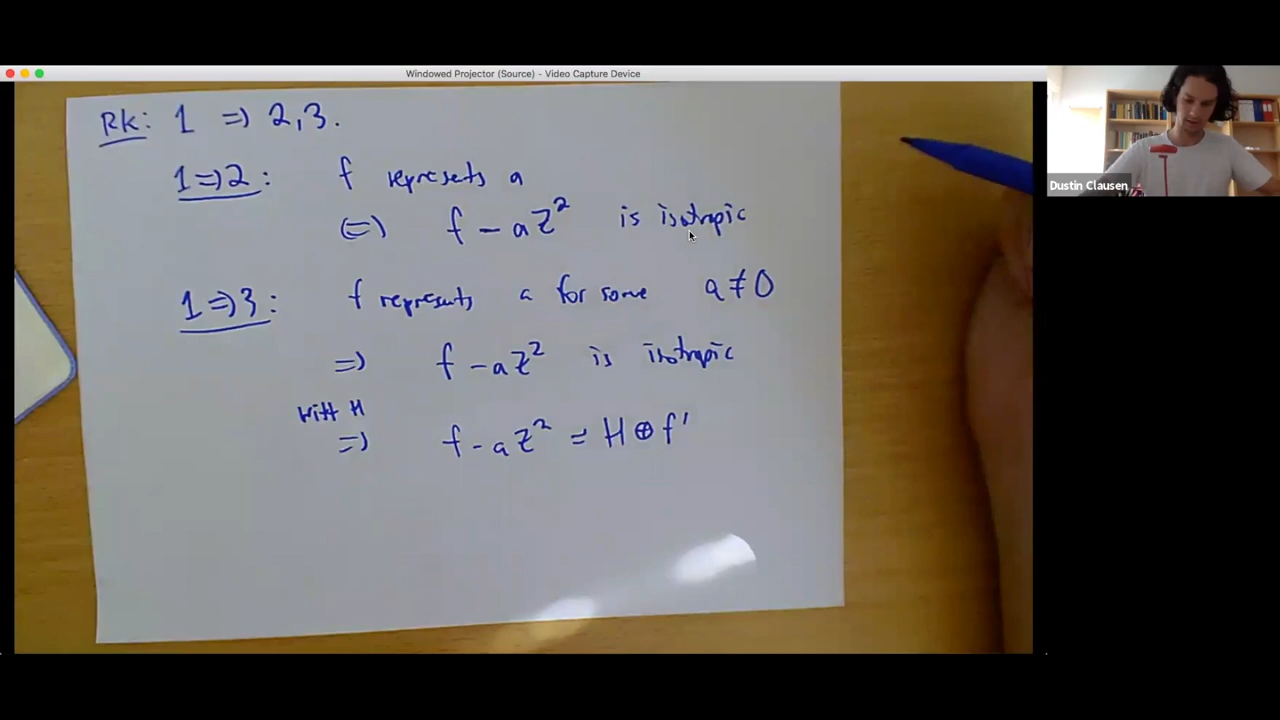 Windowed Projector (Source) - Video Capture Device
RK: 1 => 2,3.
1=>2: f represents a
<=> f - aZ² is isotropic
1=>3: f represents a for some a≠0
=> f - aZ² is isotropic
Witt H
=> f - aZ² = H⊕f'
Dustin Clausen